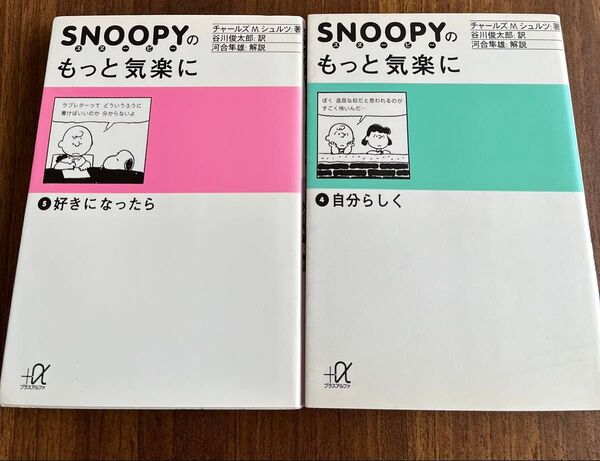 SNOOPYの
スヌーピー
もっと気楽に
チャールズ M.シュルツ：著
谷川俊太郎：訳
河合隼雄：解説
ラブレターって どういうふうに
書けばいいのか 分からないよ
5 好きになったら
+α
プラスアルファ
SNOOPYの
スヌーピー
もっと気楽に
チャールズ M.シュルツ：著
谷川俊太郎：訳
河合隼雄：解説
ぼく 退屈な奴だと思われるのが
すごく怖いんだ‥
4 自分らしく
+α
プラスアルファ